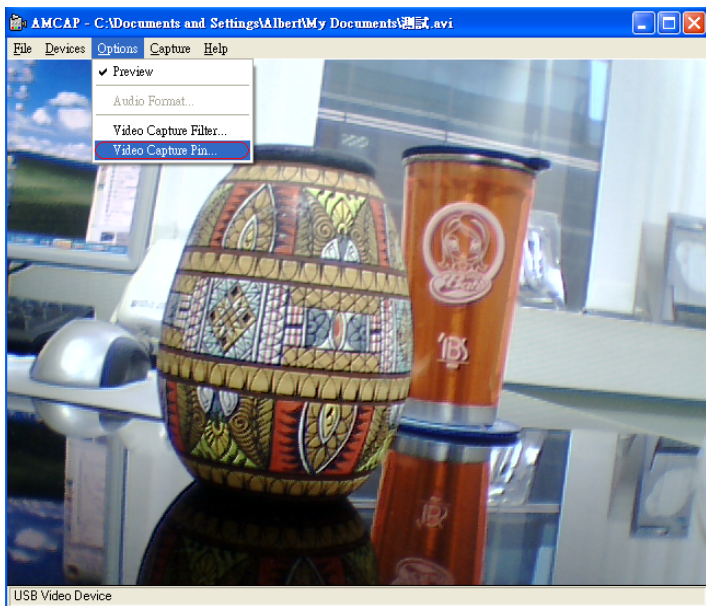 AMCAP - C:\Documents and Settings\Albert\My Documents\測試.avi
File Devices Options Capture Help
Preview
Audio Format...
Video Capture Filter...
Video Capture Pin...
USB Video Device